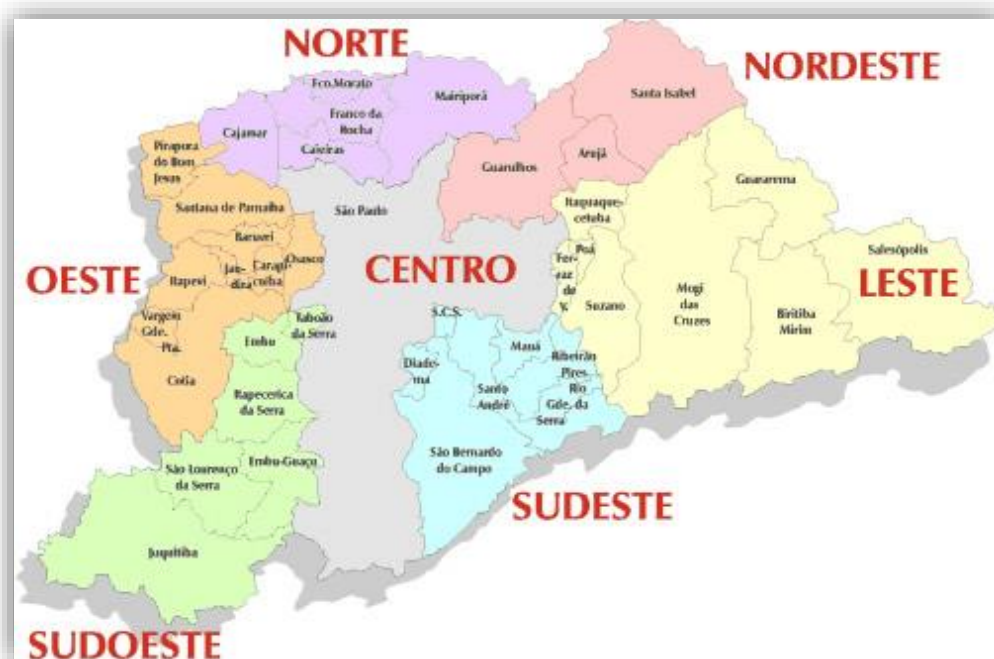 NORTE
NORDESTE
Fco.Morato
Mairiporã
Santa Isabel
Franco da
Rocha
Cajamar
Caieiras
Pirapora
do Bom
Jesus
Guarulhos
Arujá
Guararema
Santana de Parnaíba
São Paulo
Itaquaque-
cetuba
Barueri
Osasco
Poá
Salesópolis
OESTE
CENTRO
LESTE
Itapevi
Jan-
dira
Carapi-
cuíba
Fer-
raz
de
V.
Suzano
Mogi
das
Cruzes
Biritiba
Mirim
Vargem
Gde.
Pta.
Taboão
da Serra
S.C.S.
Embu
Mauá
Ribeirão
Pires
Diade-
ma
Cotia
Santo
André
Rio
Gde. da
Serra
Itapecerica
da Serra
São Bernardo
do Campo
Embu-Guaçu
São Lourenço
da Serra
SUDESTE
Juquitiba
SUDOESTE